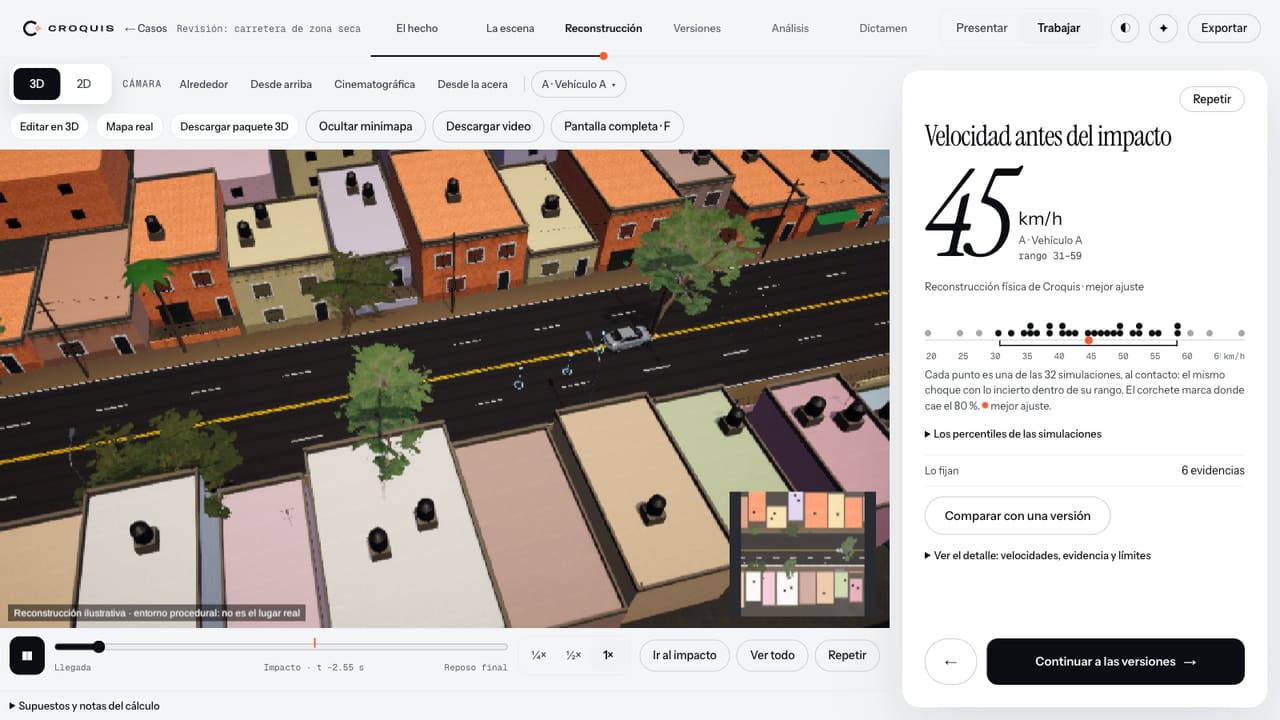 CROQUIS
← Casos
Revisión: carretera de zona seca
El hecho
La escena
Reconstrucción
Versiones
Análisis
Dictamen
Presentar
Trabajar
Exportar
3D
2D
CÁMARA
Alrededor
Desde arriba
Cinematográfica
Desde la acera
A · Vehículo A
Editar en 3D
Mapa real
Descargar paquete 3D
Ocultar minimapa
Descargar video
Pantalla completa · F
Reconstrucción ilustrativa - entorno procedural: no es el lugar real
Llegada
Impacto · t −2.55 s
Reposo final
¼×
½×
1×
Ir al impacto
Ver todo
Repetir
Supuestos y notas del cálculo
Repetir
Velocidad antes del impacto
45 km/h
A · Vehículo A
rango 31–59
Reconstrucción física de Croquis · mejor ajuste
20 25 30 35 40 45 50 55 60 km/h
Cada punto es una de las 32 simulaciones, al contacto: el mismo
choque con lo incierto dentro de su rango. El corchete marca donde
cae el 80 %. mejor ajuste.
Los percentiles de las simulaciones
Lo fijan
6 evidencias
Comparar con una versión
Ver el detalle: velocidades, evidencia y límites
←
Continuar a las versiones →